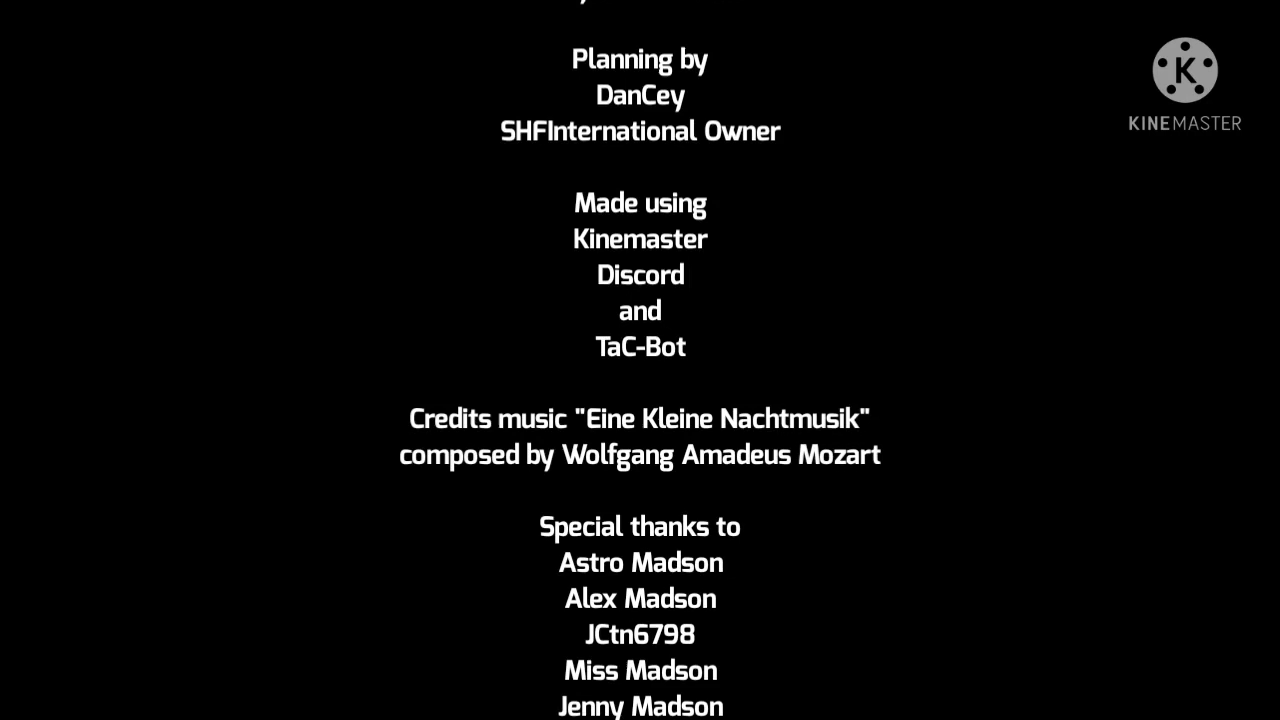 Planning by
DanCey
SHFInternational Owner
Made using
Kinemaster
Discord
and
TaC-Bot
Credits music "Eine Kleine Nachtmusik"
composed by Wolfgang Amadeus Mozart
Special thanks to
Astro Madson
Alex Madson
JCtn6798
Miss Madson
Jenny Madson
K
KINEMASTER